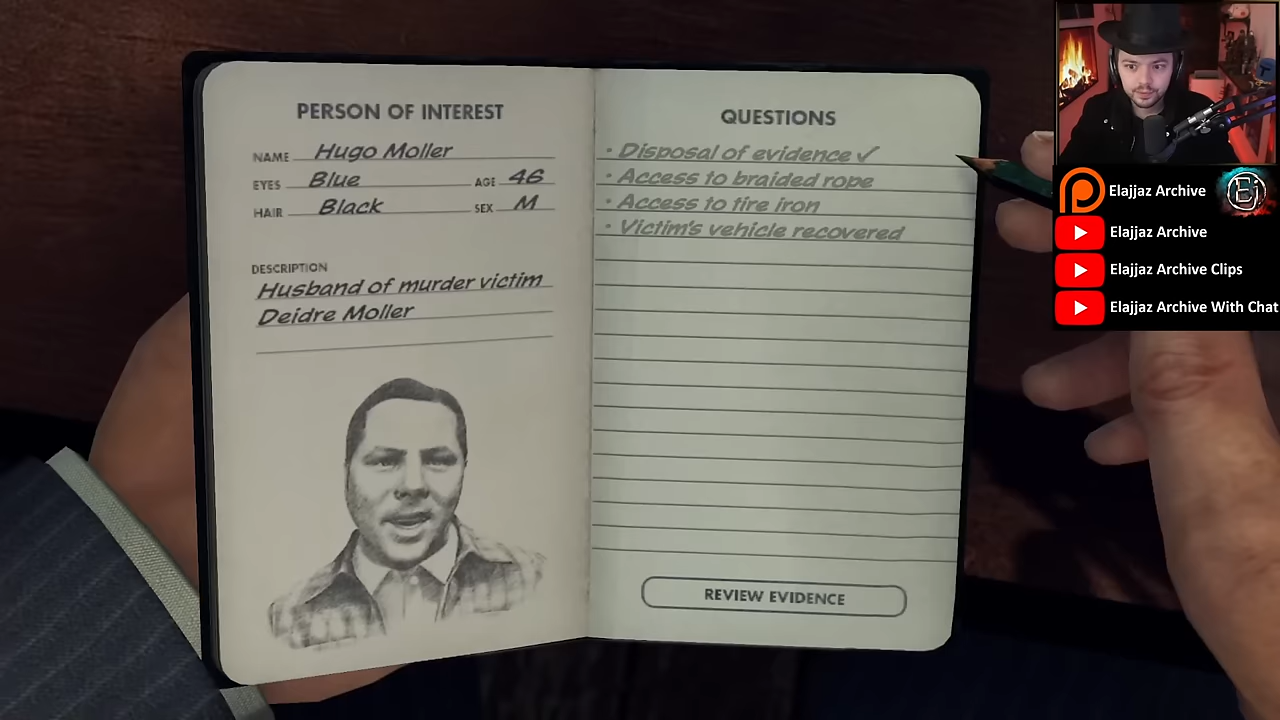 PERSON OF INTEREST
NAME Hugo Moller
EYES Blue AGE 46
HAIR Black SEX M
DESCRIPTION
Husband of murder victim
Deidre Moller
QUESTIONS
• Disposal of evidence ✓
• Access to braided rope
• Access to tire iron
• Victim's vehicle recovered
REVIEW EVIDENCE
Elajjaz Archive
Ej
Elajjaz Archive
Elajjaz Archive Clips
Elajjaz Archive With Chat